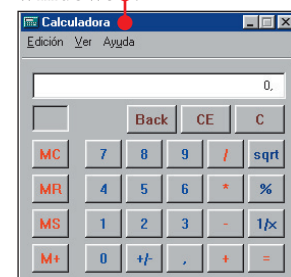 Calculadora
Edición Ver Ayuda
0,
Back CE C
MC 7 8 9 / sqrt
MR 4 5 6 * %
MS 1 2 3 - 1/x
M+ 0 +/- , + =